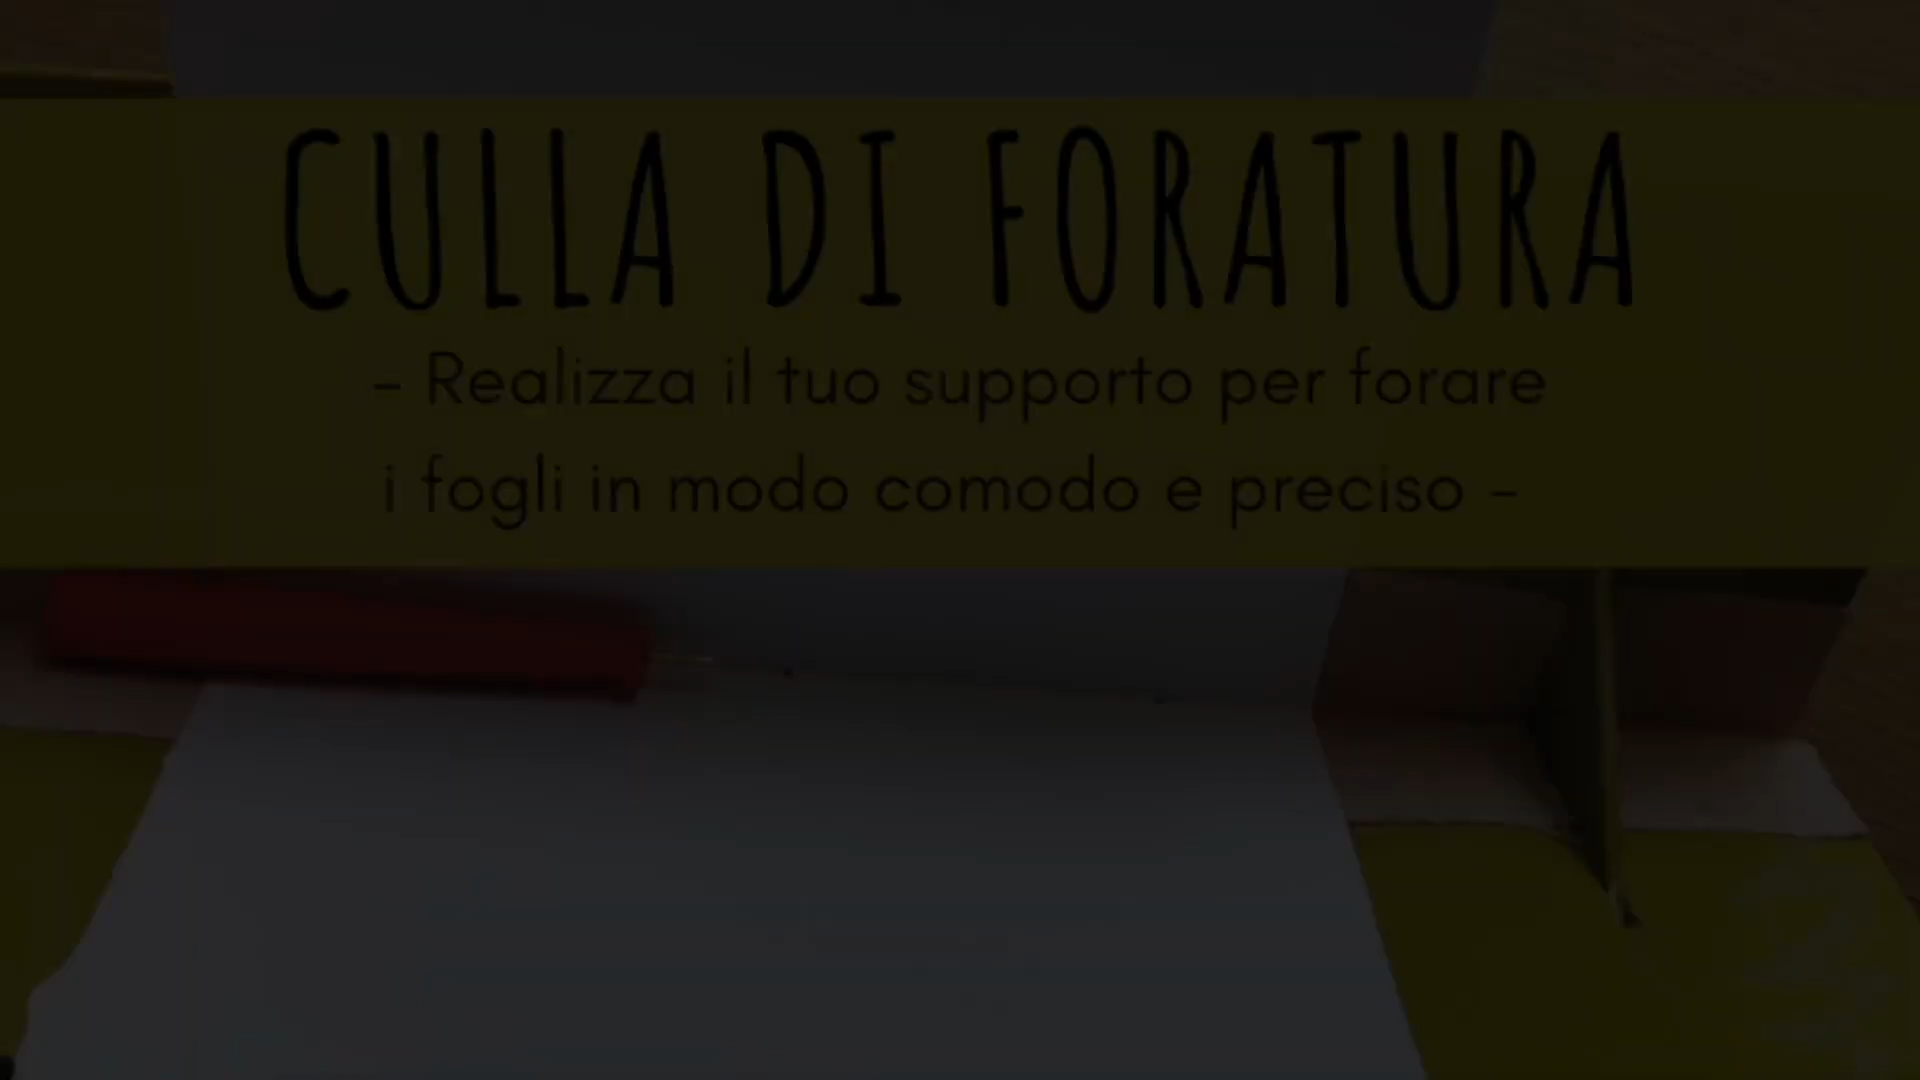 CULLA DI FORATURA
- Realizza il tuo supporto per forare
i fogli in modo comodo e preciso -